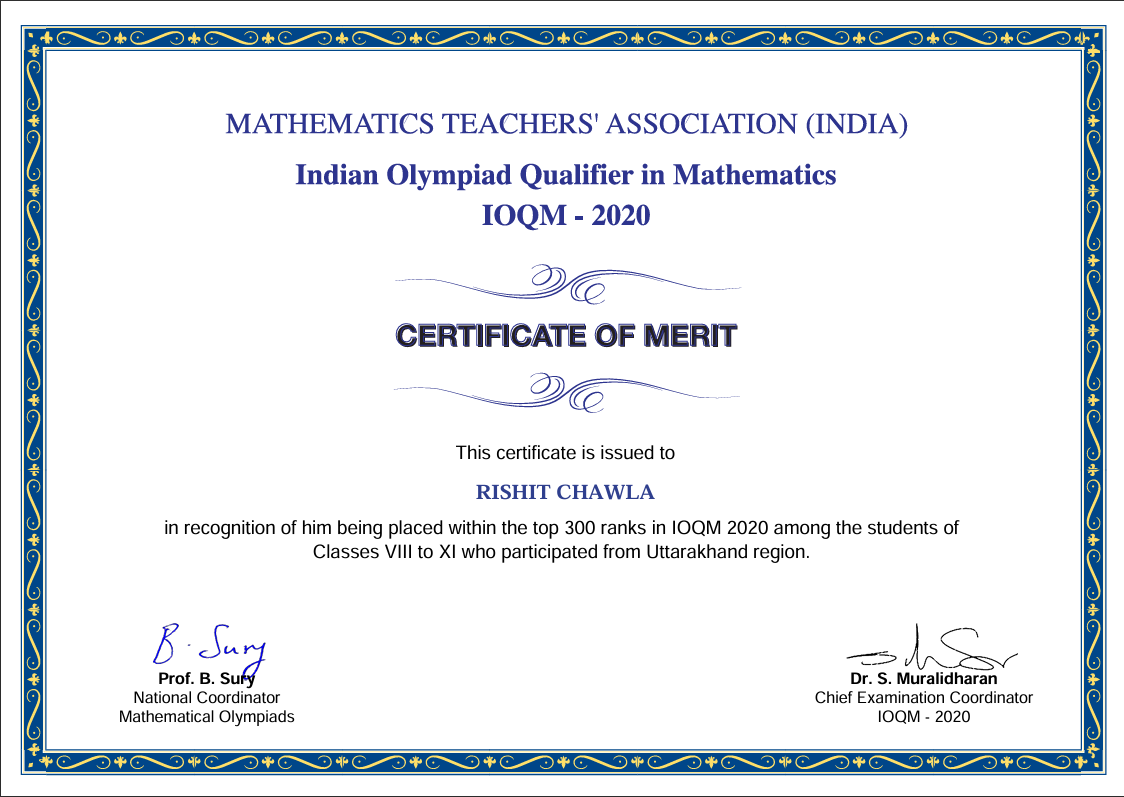 MATHEMATICS TEACHERS' ASSOCIATION (INDIA)
Indian Olympiad Qualifier in Mathematics
IOQM - 2020
CERTIFICATE OF MERIT
This certificate is issued to
RISHIT CHAWLA
in recognition of him being placed within the top 300 ranks in IOQM 2020 among the students of
Classes VIII to XI who participated from Uttarakhand region.
B. Sury
Prof. B. Sury
National Coordinator
Mathematical Olympiads
Dr. S. Muralidharan
Chief Examination Coordinator
IOQM - 2020